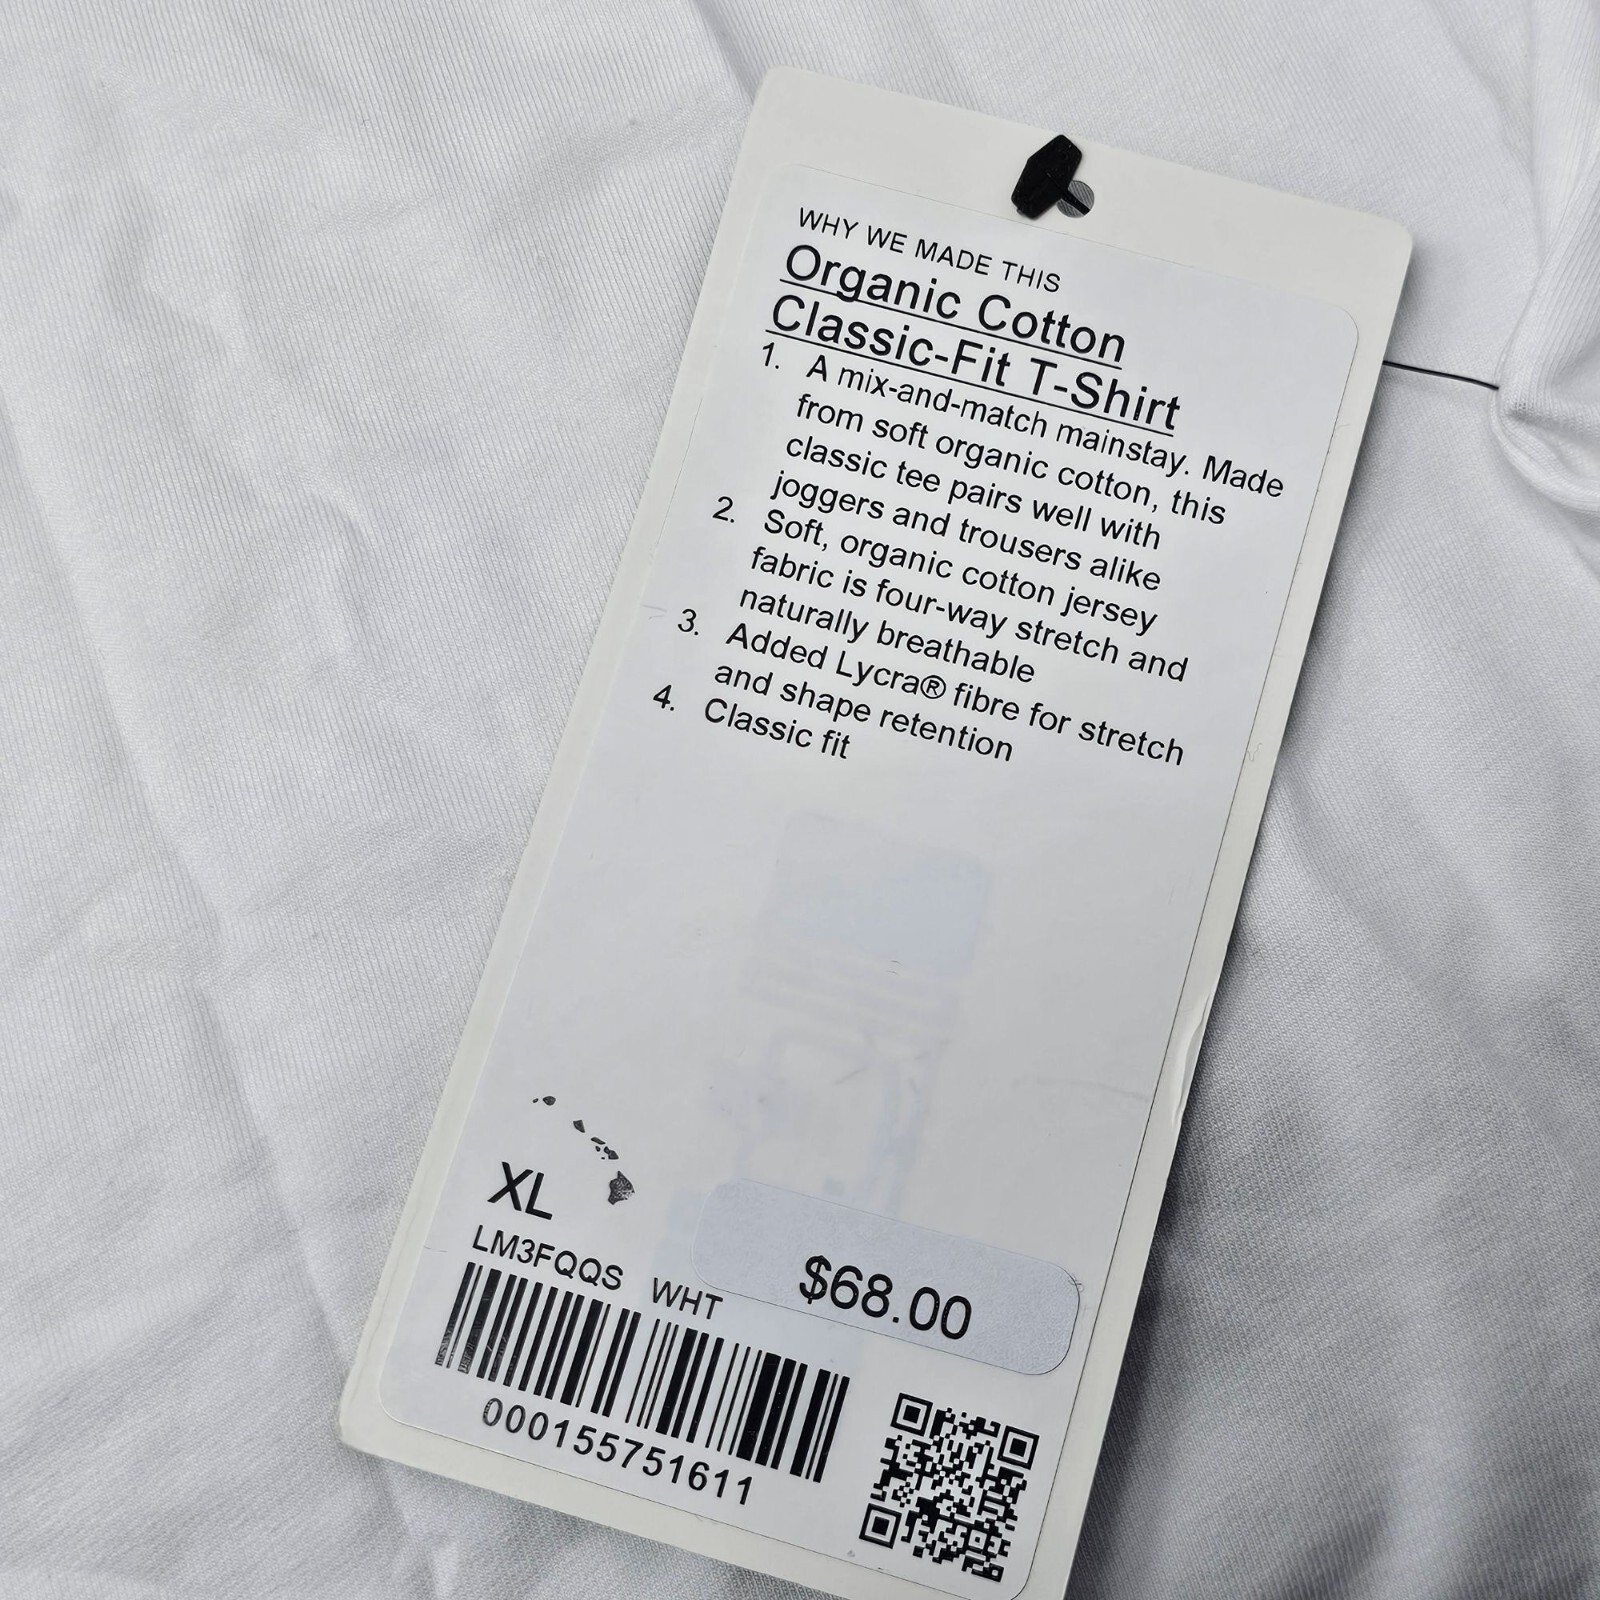 WHY WE MADE THIS
Organic Cotton
Classic-Fit T-Shirt
1. A mix-and-match mainstay. Made
from soft organic cotton, this
classic tee pairs well with
joggers and trousers alike
2. Soft, organic cotton jersey
fabric is four-way stretch and
naturally breathable
3. Added Lycra® fibre for stretch
and shape retention
4. Classic fit
XL
LM3FQQS WHT
$68.00
000155751611